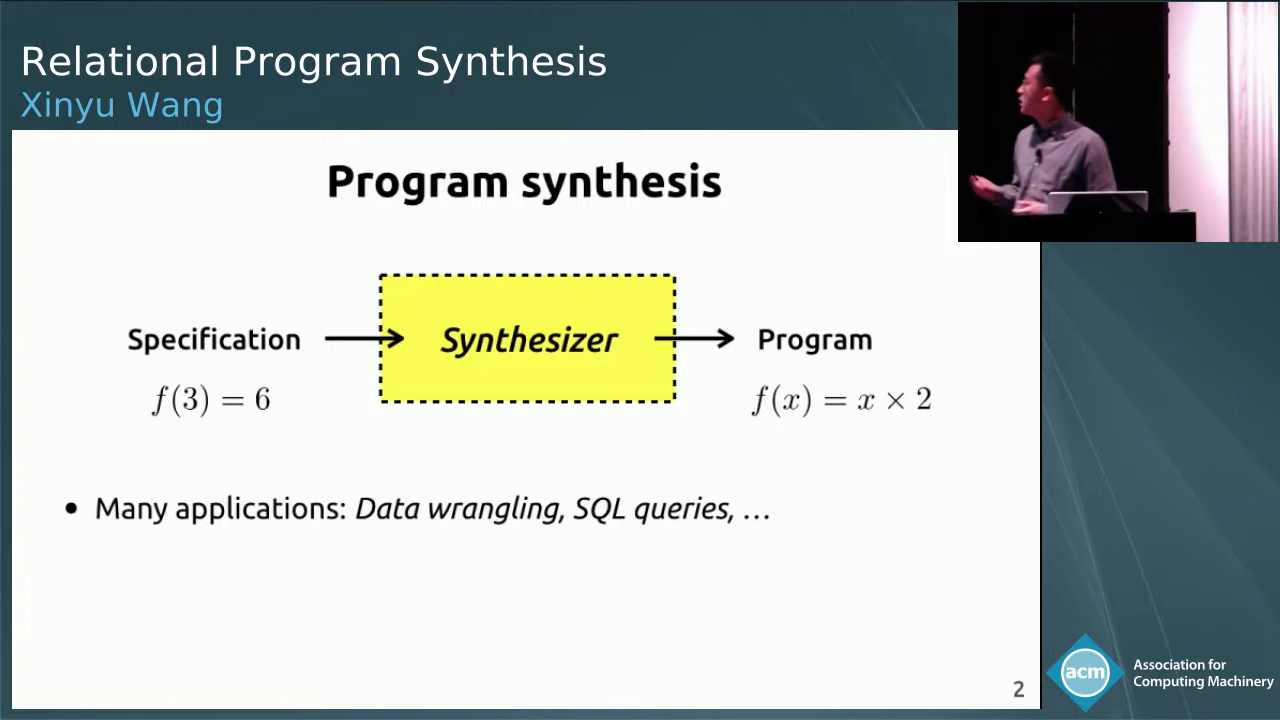 Relational Program Synthesis
Xinyu Wang
Program synthesis
Specification
Synthesizer
Program
f(3) = 6
f(x) = x × 2
• Many applications: Data wrangling, SQL queries, …
2
acm
Association for
Computing Machinery